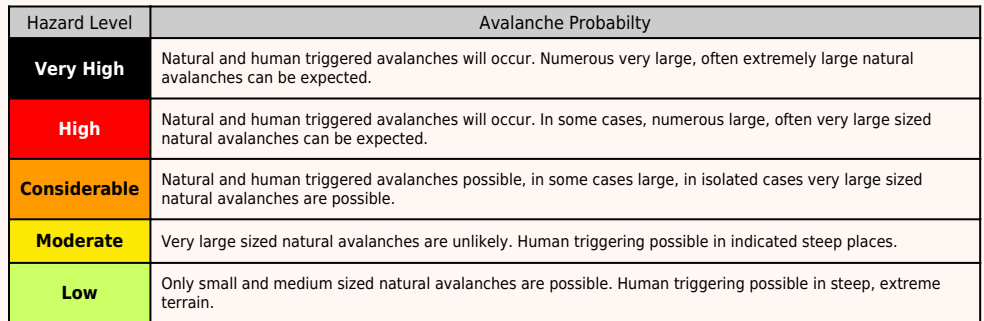 Hazard Level
Avalanche Probabilty
Very High
Natural and human triggered avalanches will occur. Numerous very large, often extremely large natural
avalanches can be expected.
High
Natural and human triggered avalanches will occur. In some cases, numerous large, often very large sized
natural avalanches can be expected.
Considerable
Natural and human triggered avalanches possible, in some cases large, in isolated cases very large sized
natural avalanches are possible.
Moderate
Very large sized natural avalanches are unlikely. Human triggering possible in indicated steep places.
Low
Only small and medium sized natural avalanches are possible. Human triggering possible in steep, extreme
terrain.